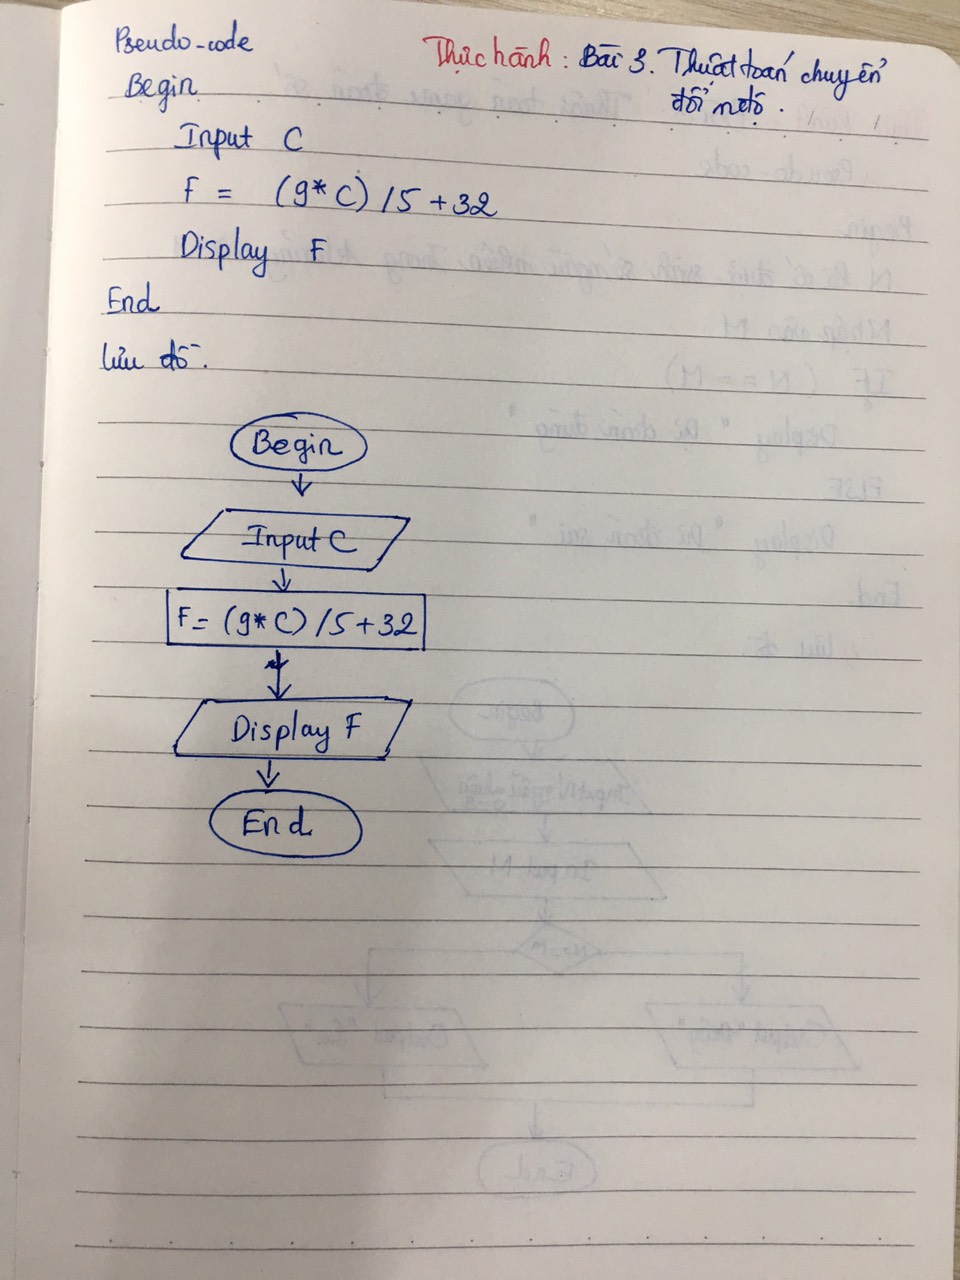 Pseudo-code
Thực hành : Bài 3. Thuật toán chuyển
đổi n độ.
Begin
Input C
F = (9* C) /5 +32
Display F
End
lưu đồ.
Begin
Input C
F= (9* C) /5+32
Display F
End